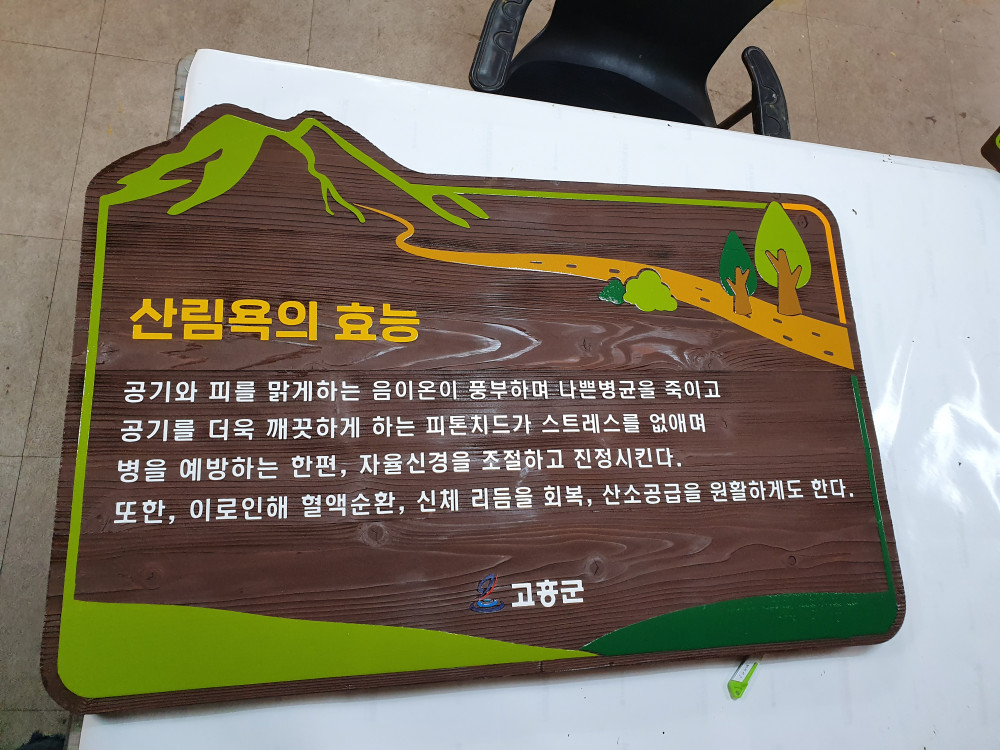 산림욕의 효능
공기와 피를 맑게하는 음이온이 풍부하며 나쁜병균을 죽이고
공기를 더욱 깨끗하게 하는 피톤치드가 스트레스를 없애며
병을 예방하는 한편, 자율신경을 조절하고 진정시킨다.
또한, 이로인해 혈액순환, 신체 리듬을 회복, 산소공급을 원활하게도 한다.
고흥군